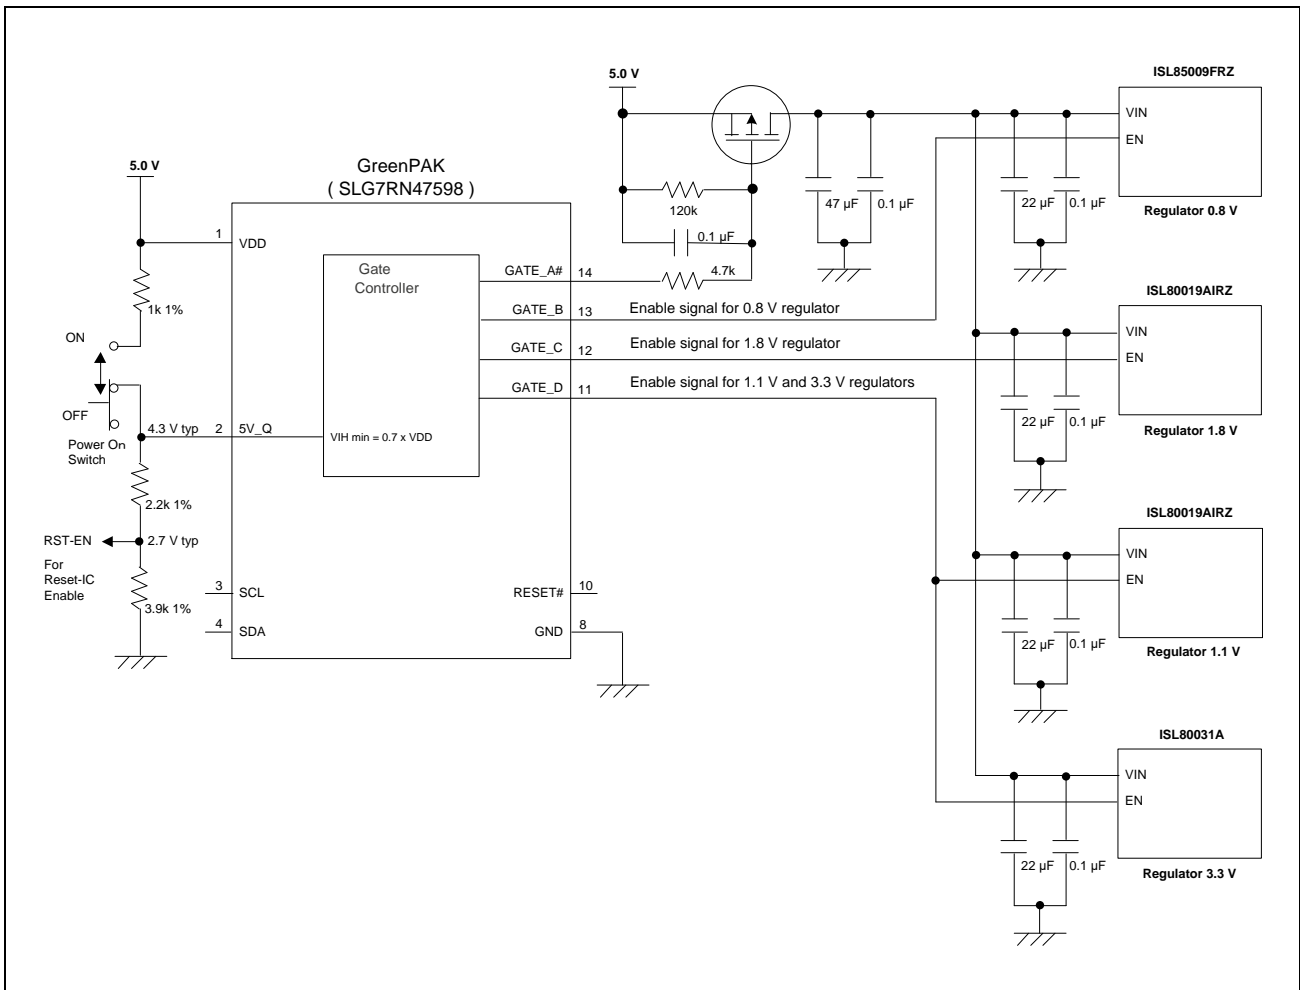 5.0 V
ISL85009FRZ
VIN
EN
22 µF
0.1 µF
Regulator 0.8 V
47 µF
0.1 µF
120k
0.1 µF
4.7k
5.0 V
GreenPAK
( SLG7RN47598 )
1
VDD
Gate
Controller
GATE_A#
14
GATE_B
13
Enable signal for 0.8 V regulator
GATE_C
12
Enable signal for 1.8 V regulator
GATE_D
11
Enable signal for 1.1 V and 3.3 V regulators
1k 1%
ON
OFF
Power On
Switch
4.3 V typ
2
5V_Q
VIH min = 0.7 x VDD
2.2k 1%
RST-EN
2.7 V typ
For
Reset-IC
Enable
3.9k 1%
3
SCL
4
SDA
RESET#
10
GND
8
ISL80019AIRZ
VIN
EN
22 µF
0.1 µF
Regulator 1.8 V
ISL80019AIRZ
VIN
EN
22 µF
0.1 µF
Regulator 1.1 V
ISL80031A
VIN
EN
22 µF
0.1 µF
Regulator 3.3 V